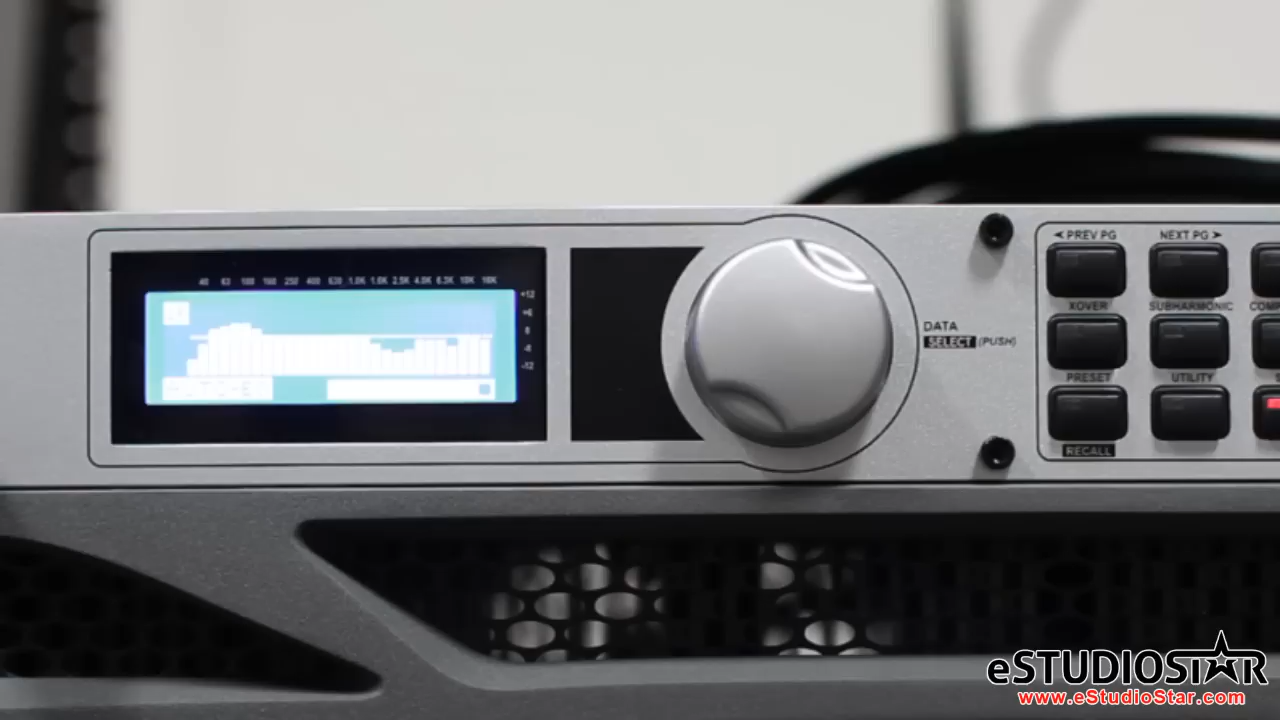 40 63 100 160 250 400 630 1.0K 1.6K 2.5K 4.0K 6.3K 10K 16K
+12
+6
0
-6
-12
◄ PREV PG
NEXT PG ►
XOVER
SUBHARMONIC
COMP
DATA
SELECT (PUSH)
PRESET
UTILITY
RECALL
eSTUDIOSTAR
www.eStudioStar.com